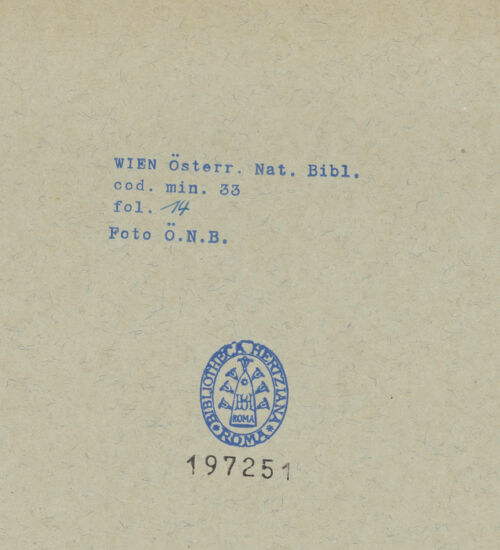 WIEN Österr. Nat. Bibl.
cod. min. 33
fol. 14
Foto Ö.N.B.
BIBLIOTHECA HERTZIANA
ROMA
ROMA
197251